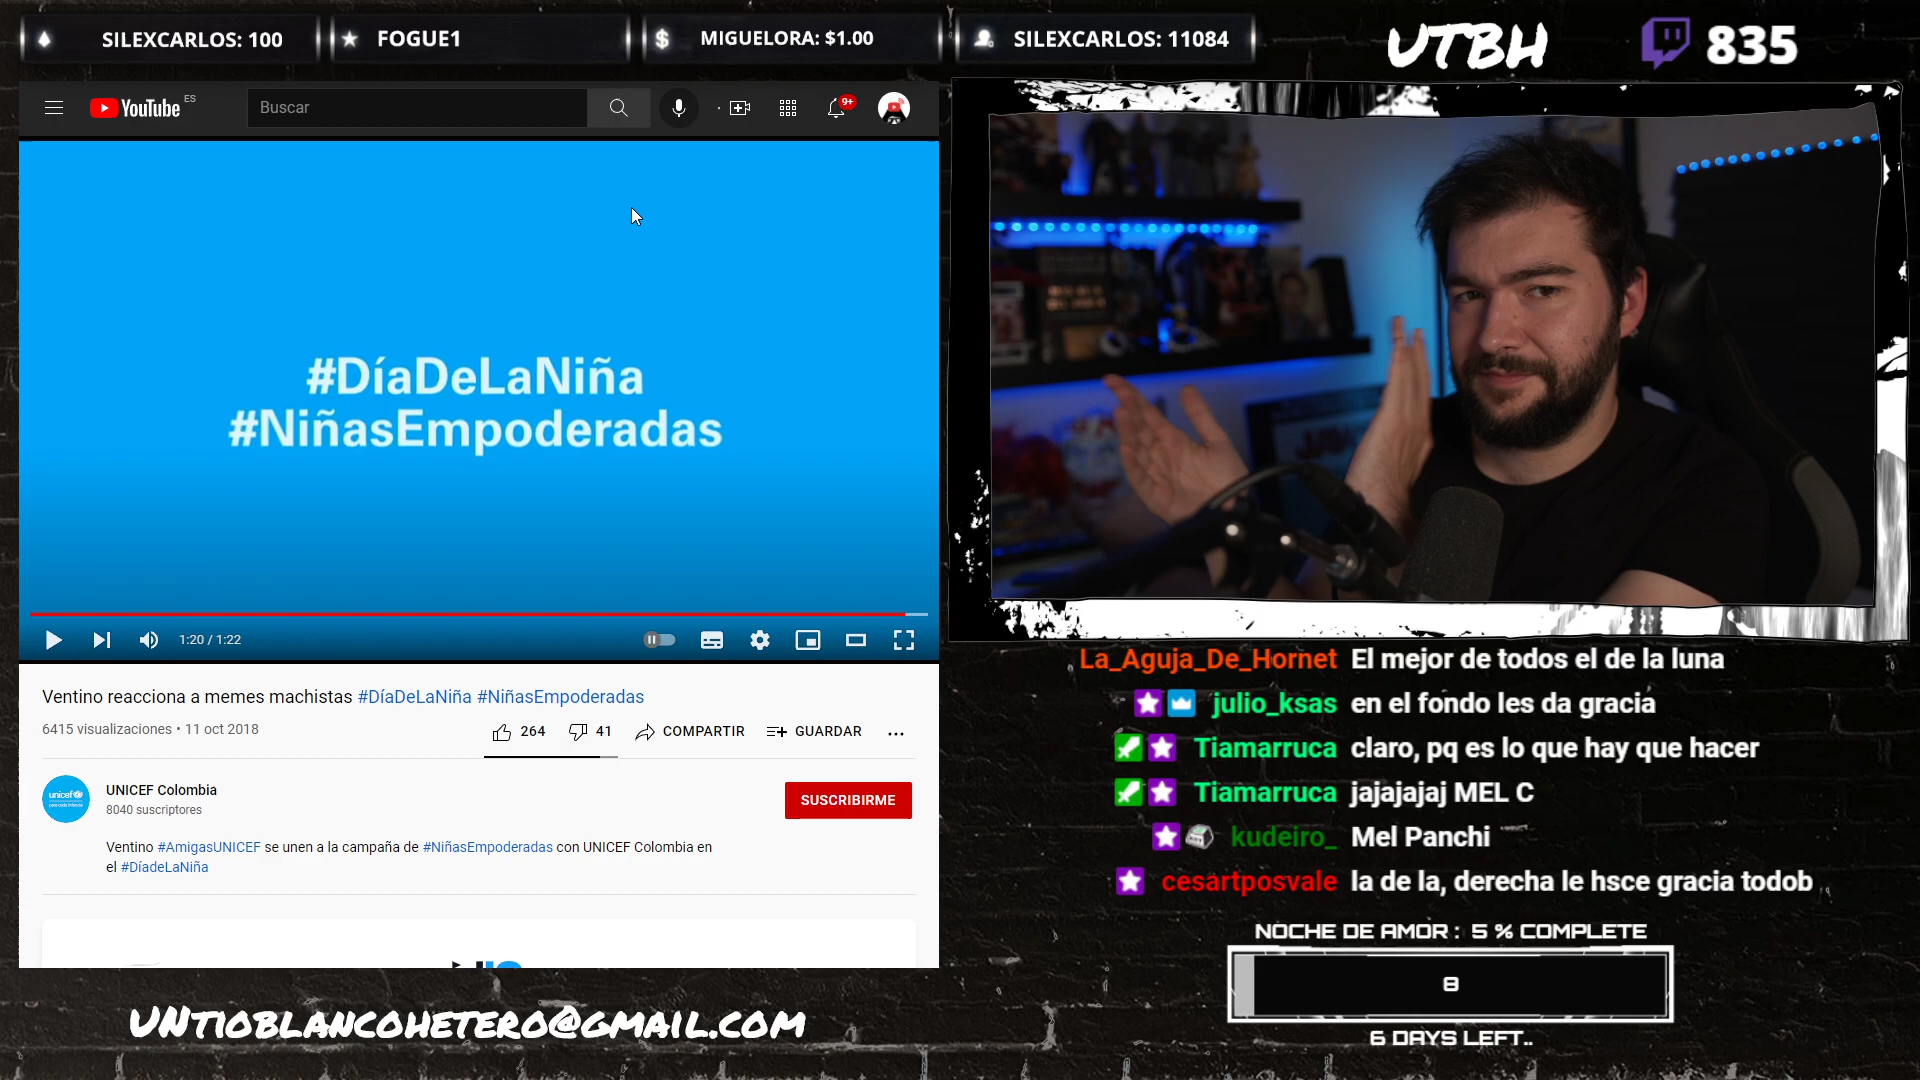 SILEXCARLOS: 100
FOGUE1
$ MIGUELORA: $1.00
SILEXCARLOS: 11084
UTBH
835
YouTube ES
Buscar
9+
#DíaDeLaNiña
#NiñasEmpoderadas
1:20 / 1:22
Ventino reacciona a memes machistas #DíaDeLaNiña #NiñasEmpoderadas
6415 visualizaciones • 11 oct 2018
264
41
COMPARTIR
GUARDAR
unicef
UNICEF Colombia
8040 suscriptores
SUSCRIBIRME
Ventino #AmigasUNICEF se unen a la campaña de #NiñasEmpoderadas con UNICEF Colombia en
el #DíadeLaNiña
La_Aguja_De_Hornet El mejor de todos el de la luna
julio_ksas en el fondo les da gracia
Tiamarruca claro, pq es lo que hay que hacer
Tiamarruca jajajajaj MEL C
kudeiro_ Mel Panchi
cesartposvale la de la, derecha le hsce gracia todob
NOCHE DE AMOR : 5 % COMPLETE
8
6 DAYS LEFT..
UNtioblancohetero@gmail.com